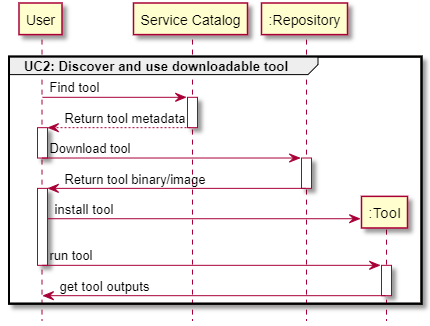 User
Service Catalog
:Repository
UC2: Discover and use downloadable tool
Find tool
Return tool metadata
Download tool
Return tool binary/image
install tool
:Tool
run tool
get tool outputs